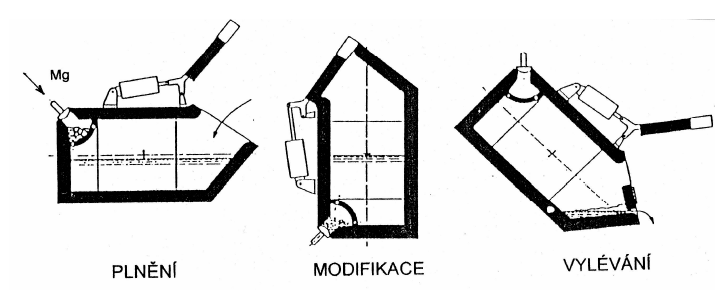 Mg
PLNĚNÍ
MODIFIKACE
VYLÉVÁNÍ